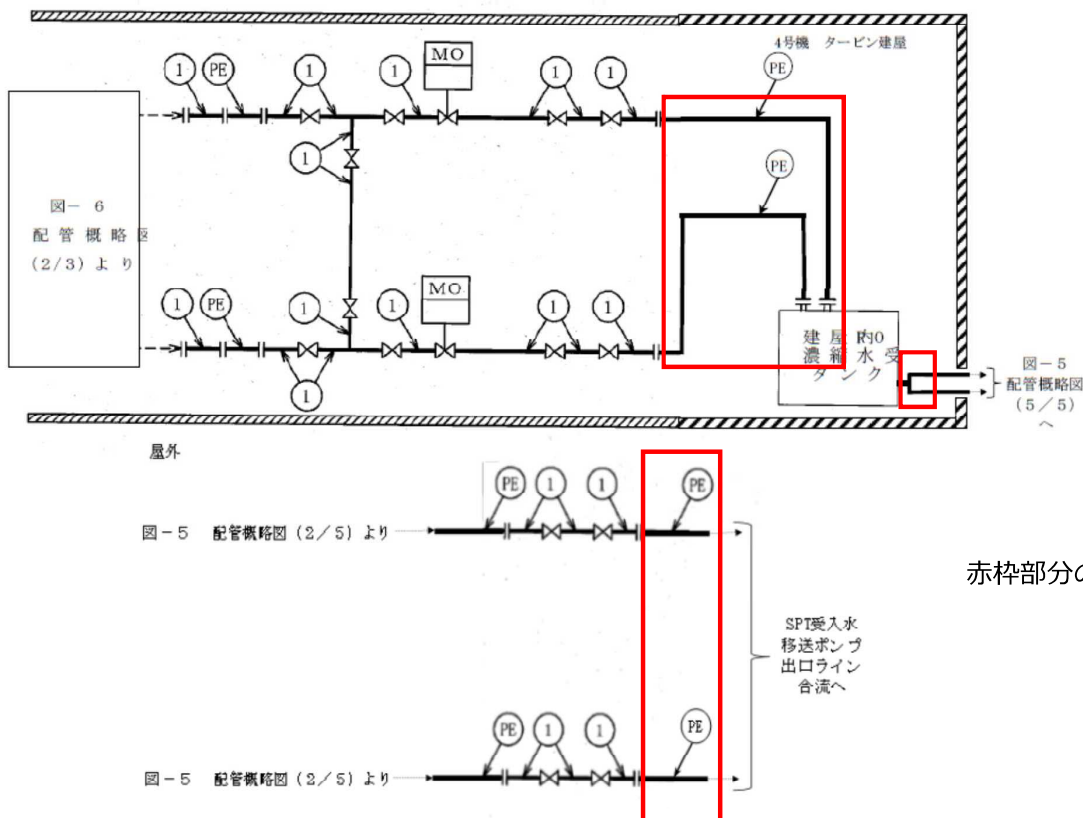 4号機 タービン建屋
1 PE 1 1 MO 1 1 PE
1
PE
図－6
配管概略図
(2/3)より
1 PE 1 1 MO 1 1
1
建屋内RO
濃縮水受
タンク
図－5
配管概略図
(5／5)
へ
屋外
PE 1 1 PE
図－5 配管概略図(2／5)より
赤枠部分の
SPT受入水
移送ポンプ
出口ライン
合流へ
PE 1 1 PE
図－5 配管概略図(2／5)より